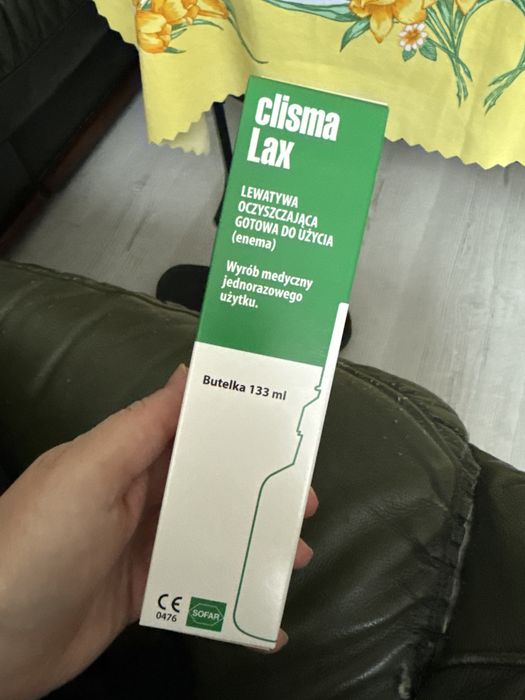 clisma
Lax
LEWATYWA
OCZYSZCZAJĄCA
GOTOWA DO UŻYCIA
(enema)
Wyrób medyczny
jednorazowego
użytku.
Butelka 133 ml
CE
0476
SOFAR